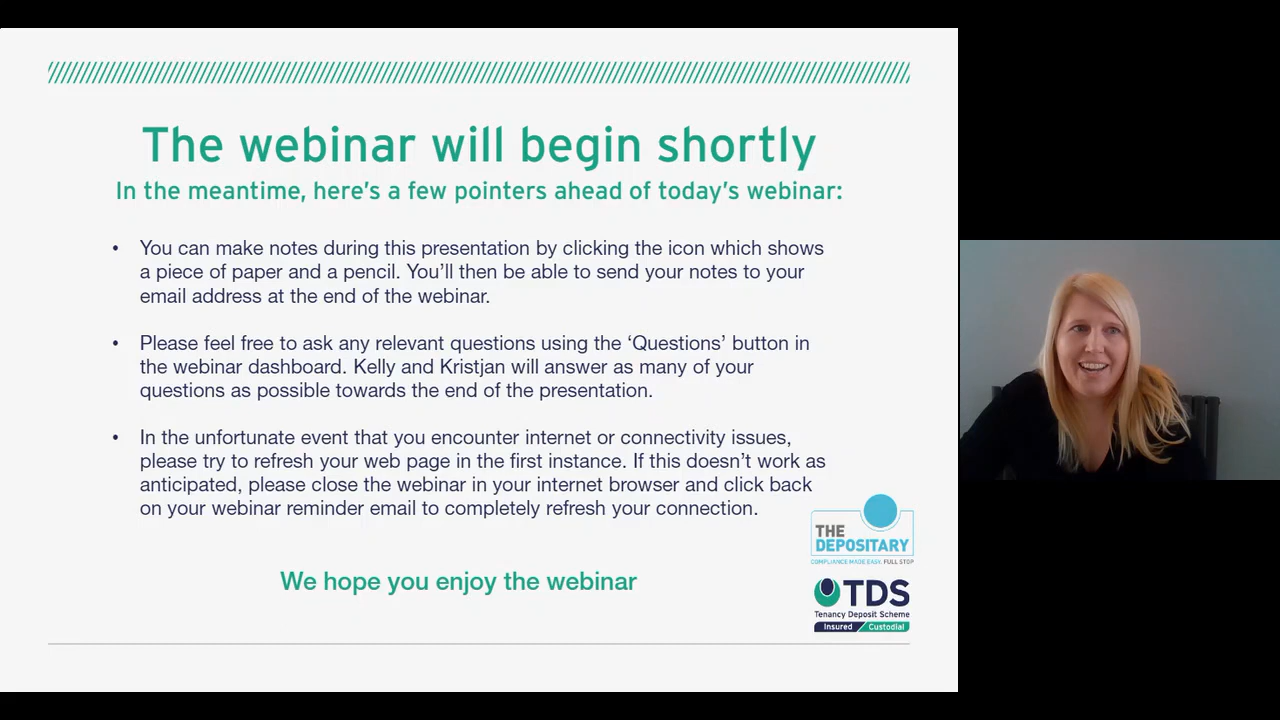 The webinar will begin shortly
In the meantime, here's a few pointers ahead of today's webinar:
• You can make notes during this presentation by clicking the icon which shows
a piece of paper and a pencil. You'll then be able to send your notes to your
email address at the end of the webinar.
• Please feel free to ask any relevant questions using the 'Questions' button in
the webinar dashboard. Kelly and Kristjan will answer as many of your
questions as possible towards the end of the presentation.
• In the unfortunate event that you encounter internet or connectivity issues,
please try to refresh your web page in the first instance. If this doesn't work as
anticipated, please close the webinar in your internet browser and click back
on your webinar reminder email to completely refresh your connection.
THE
DEPOSITARY
COMPLIANCE MADE EASY. FULL STOP
We hope you enjoy the webinar
TDS
Tenancy Deposit Scheme
Insured Custodial